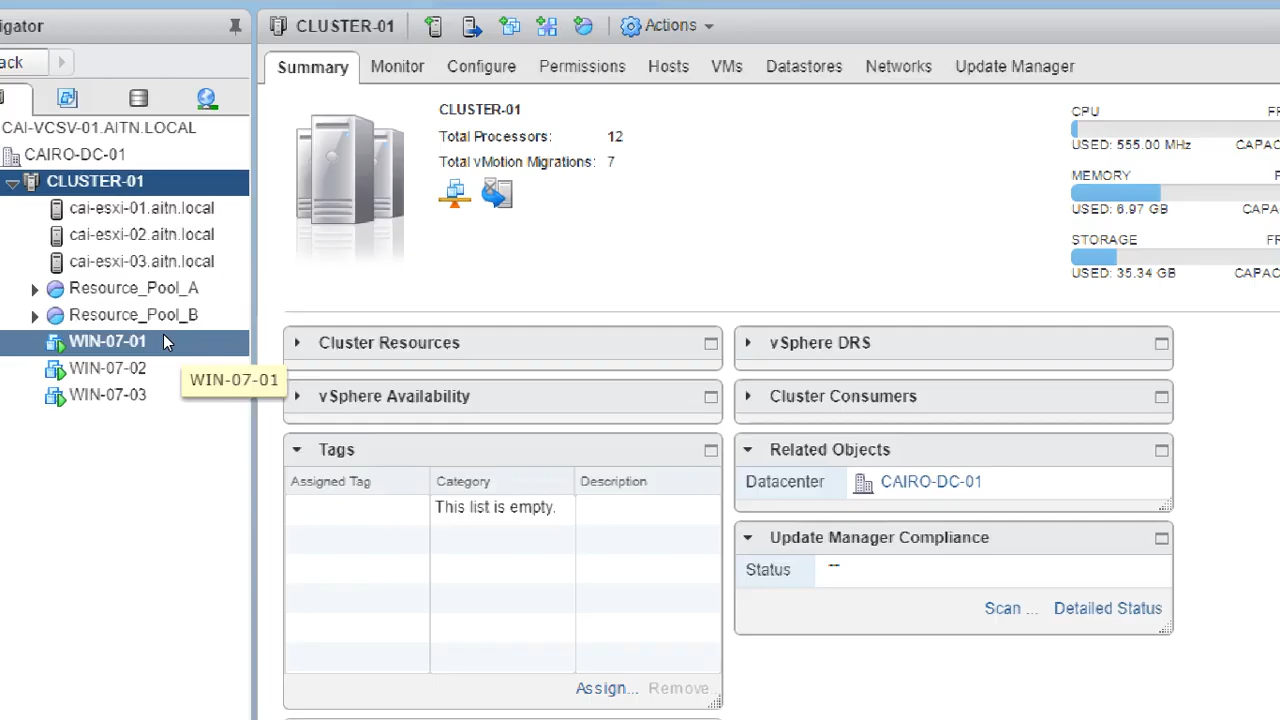 igator
ack
CAI-VCSV-01.AITN.LOCAL
CAIRO-DC-01
CLUSTER-01
cai-esxi-01.aitn.local
cai-esxi-02.aitn.local
cai-esxi-03.aitn.local
Resource_Pool_A
Resource_Pool_B
WIN-07-01
WIN-07-02
WIN-07-03
WIN-07-01
CLUSTER-01
Actions
Summary Monitor Configure Permissions Hosts VMs Datastores Networks Update Manager
CLUSTER-01
Total Processors: 12
Total vMotion Migrations: 7
CPU FR
USED: 555.00 MHz CAPAC
MEMORY F
USED: 6.97 GB CAPA
STORAGE FR
USED: 35.34 GB CAPAC
Cluster Resources
vSphere Availability
Tags
Assigned Tag Category Description
This list is empty.
Assign... Remove
vSphere DRS
Cluster Consumers
Related Objects
Datacenter CAIRO-DC-01
Update Manager Compliance
Status --
Scan ... Detailed Status